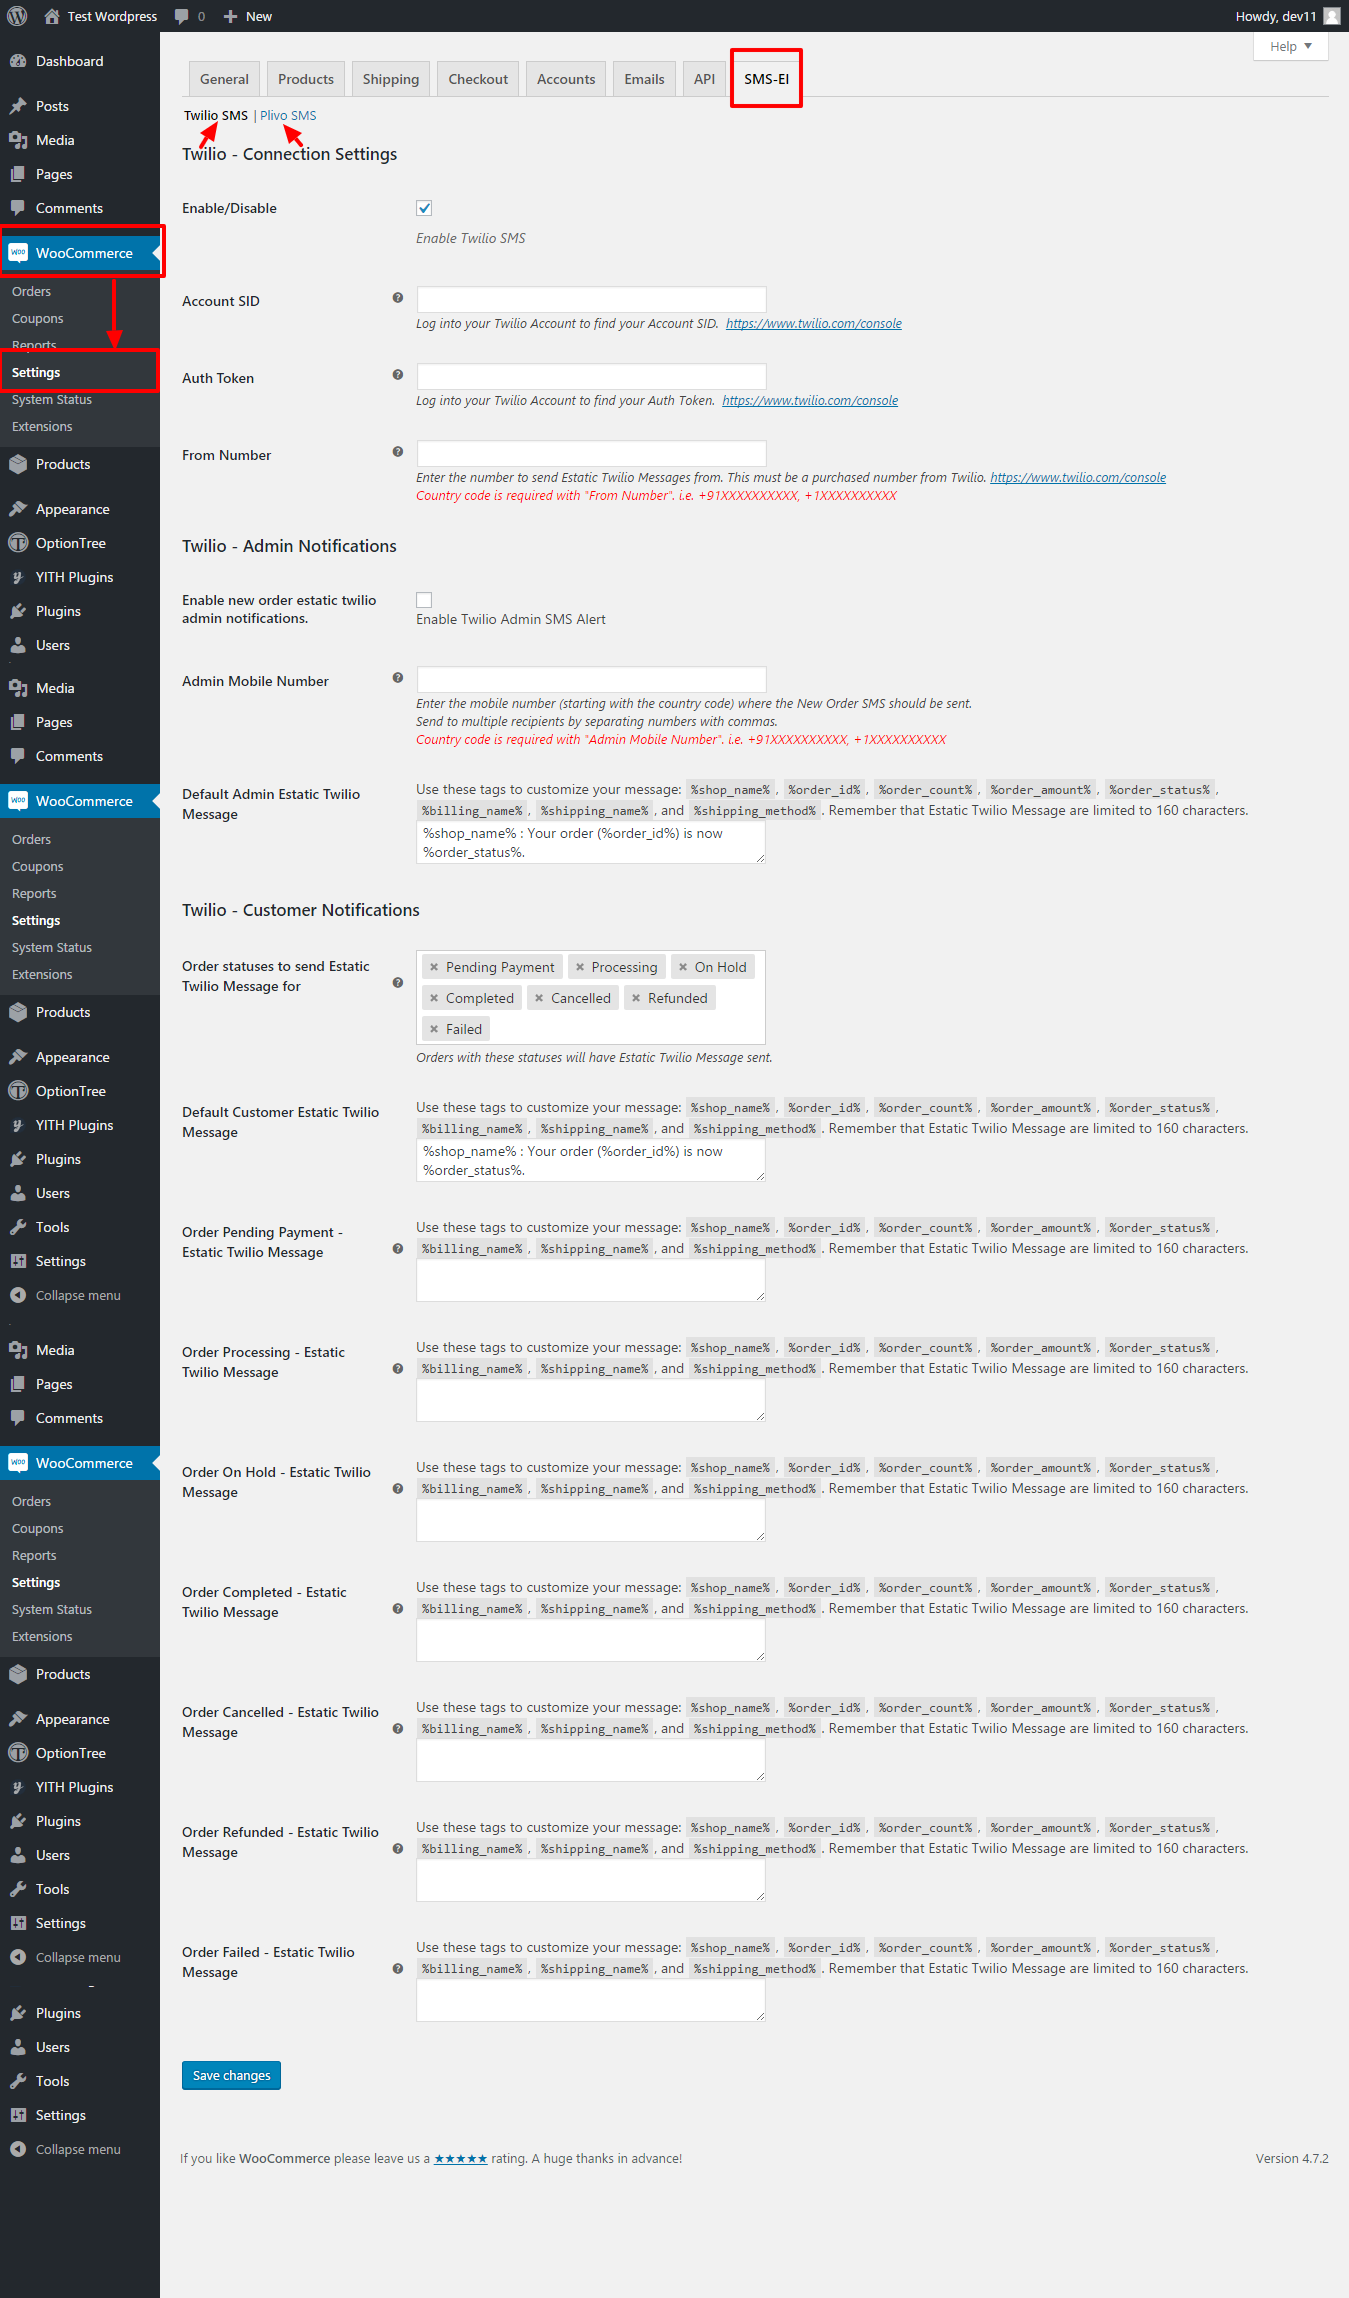 Test Wordpress
0
New
Howdy, dev11
Help
Dashboard
Posts
Media
Pages
Comments
WooCommerce
Orders
Coupons
Reports
Settings
System Status
Extensions
Products
Appearance
OptionTree
YITH Plugins
Plugins
Users
Media
Pages
Comments
WooCommerce
Orders
Coupons
Reports
Settings
System Status
Extensions
Products
Appearance
OptionTree
YITH Plugins
Plugins
Users
Tools
Settings
Collapse menu
Media
Pages
Comments
WooCommerce
Orders
Coupons
Reports
Settings
System Status
Extensions
Products
Appearance
OptionTree
YITH Plugins
Plugins
Users
Tools
Settings
Collapse menu
Plugins
Users
Tools
Settings
Collapse menu
General Products Shipping Checkout Accounts Emails API SMS-EI
Twilio SMS | Plivo SMS
Twilio - Connection Settings
Enable/Disable
Enable Twilio SMS
Account SID
Log into your Twilio Account to find your Account SID. https://www.twilio.com/console
Auth Token
Log into your Twilio Account to find your Auth Token. https://www.twilio.com/console
From Number
Enter the number to send Estatic Twilio Messages from. This must be a purchased number from Twilio. https://www.twilio.com/console
Country code is required with "From Number". i.e. +91XXXXXXXXXX, +1XXXXXXXXXX
Twilio - Admin Notifications
Enable new order estatic twilio
admin notifications.
Enable Twilio Admin SMS Alert
Admin Mobile Number
Enter the mobile number (starting with the country code) where the New Order SMS should be sent.
Send to multiple recipients by separating numbers with commas.
Country code is required with "Admin Mobile Number". i.e. +91XXXXXXXXXX, +1XXXXXXXXXX
Default Admin Estatic Twilio
Message
Use these tags to customize your message: %shop_name% , %order_id% , %order_count% , %order_amount% , %order_status% ,
%billing_name% , %shipping_name% , and %shipping_method% . Remember that Estatic Twilio Message are limited to 160 characters.
%shop_name% : Your order (%order_id%) is now
%order_status%.
Twilio - Customer Notifications
Order statuses to send Estatic
Twilio Message for
× Pending Payment × Processing × On Hold
× Completed × Cancelled × Refunded
× Failed
Orders with these statuses will have Estatic Twilio Message sent.
Default Customer Estatic Twilio
Message
Use these tags to customize your message: %shop_name% , %order_id% , %order_count% , %order_amount% , %order_status% ,
%billing_name% , %shipping_name% , and %shipping_method% . Remember that Estatic Twilio Message are limited to 160 characters.
%shop_name% : Your order (%order_id%) is now
%order_status%.
Order Pending Payment -
Estatic Twilio Message
Use these tags to customize your message: %shop_name% , %order_id% , %order_count% , %order_amount% , %order_status% ,
%billing_name% , %shipping_name% , and %shipping_method% . Remember that Estatic Twilio Message are limited to 160 characters.
Order Processing - Estatic
Twilio Message
Use these tags to customize your message: %shop_name% , %order_id% , %order_count% , %order_amount% , %order_status% ,
%billing_name% , %shipping_name% , and %shipping_method% . Remember that Estatic Twilio Message are limited to 160 characters.
Order On Hold - Estatic Twilio
Message
Use these tags to customize your message: %shop_name% , %order_id% , %order_count% , %order_amount% , %order_status% ,
%billing_name% , %shipping_name% , and %shipping_method% . Remember that Estatic Twilio Message are limited to 160 characters.
Order Completed - Estatic
Twilio Message
Use these tags to customize your message: %shop_name% , %order_id% , %order_count% , %order_amount% , %order_status% ,
%billing_name% , %shipping_name% , and %shipping_method% . Remember that Estatic Twilio Message are limited to 160 characters.
Order Cancelled - Estatic Twilio
Message
Use these tags to customize your message: %shop_name% , %order_id% , %order_count% , %order_amount% , %order_status% ,
%billing_name% , %shipping_name% , and %shipping_method% . Remember that Estatic Twilio Message are limited to 160 characters.
Order Refunded - Estatic Twilio
Message
Use these tags to customize your message: %shop_name% , %order_id% , %order_count% , %order_amount% , %order_status% ,
%billing_name% , %shipping_name% , and %shipping_method% . Remember that Estatic Twilio Message are limited to 160 characters.
Order Failed - Estatic Twilio
Message
Use these tags to customize your message: %shop_name% , %order_id% , %order_count% , %order_amount% , %order_status% ,
%billing_name% , %shipping_name% , and %shipping_method% . Remember that Estatic Twilio Message are limited to 160 characters.
Save changes
If you like WooCommerce please leave us a ★★★★★ rating. A huge thanks in advance!
Version 4.7.2